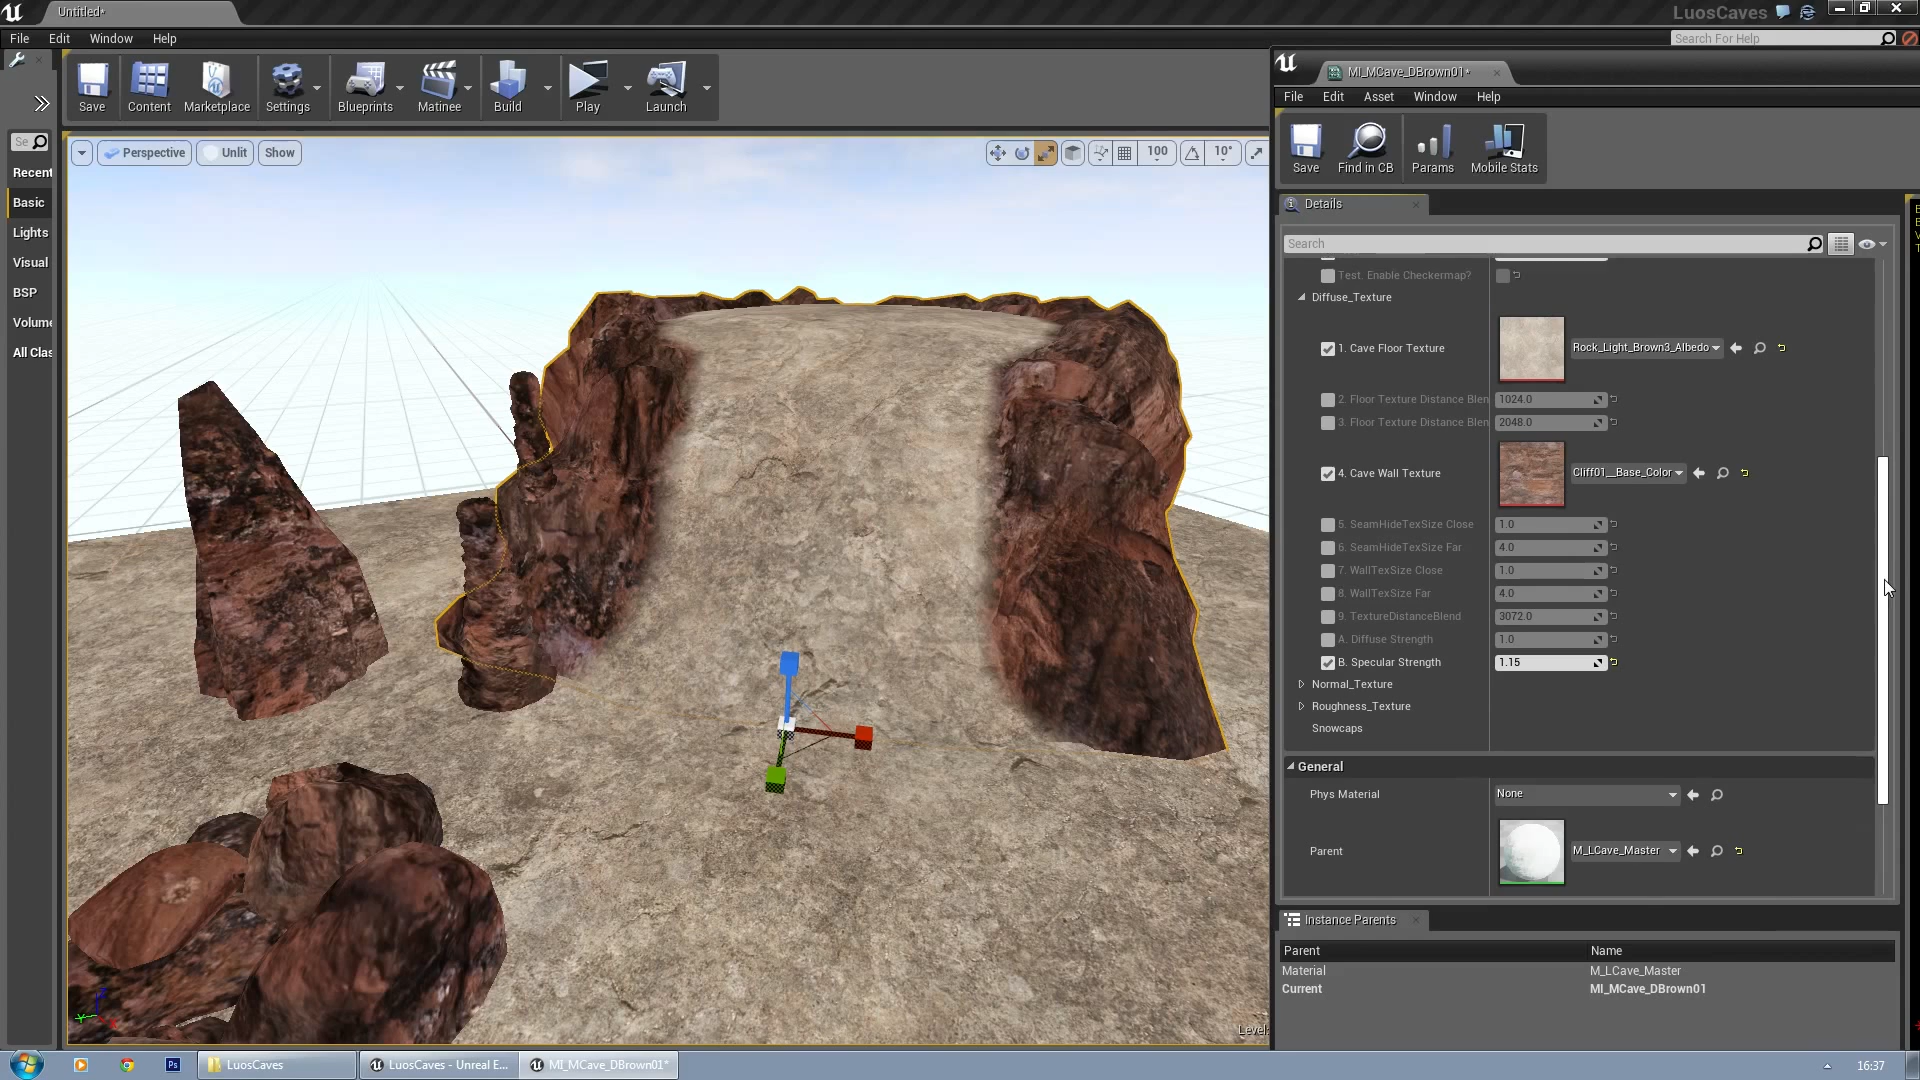 Untitled*
LuosCaves
File Edit Window Help
Search For Help
Save Content Marketplace Settings Blueprints Matinee Build Play Launch
MI_MCave_DBrown01*
File Edit Asset Window Help
Save Find in CB Params Mobile Stats
Se
Recent
Basic
Lights
Visual
BSP
Volume
All Clas
Perspective Unlit Show
100 10°
Details
Search
Test. Enable Checkermap?
Diffuse_Texture
1. Cave Floor Texture Rock_Light_Brown3_Albedo
2. Floor Texture Distance Blen 1024.0
3. Floor Texture Distance Blen 2048.0
4. Cave Wall Texture Cliff01__Base_Color
5. SeamHideTexSize Close 1.0
6. SeamHideTexSize Far 4.0
7. WallTexSize Close 1.0
8. WallTexSize Far 4.0
9. TextureDistanceBlend 3072.0
A. Diffuse Strength 1.0
B. Specular Strength 1.15
Normal_Texture
Roughness_Texture
Snowcaps
General
Phys Material None
Parent M_LCave_Master
Instance Parents
Parent Name
Material M_LCave_Master
Current MI_MCave_DBrown01
Level:
Z
Y
X
Ps LuosCaves LuosCaves - Unreal E... MI_MCave_DBrown01* 16:37